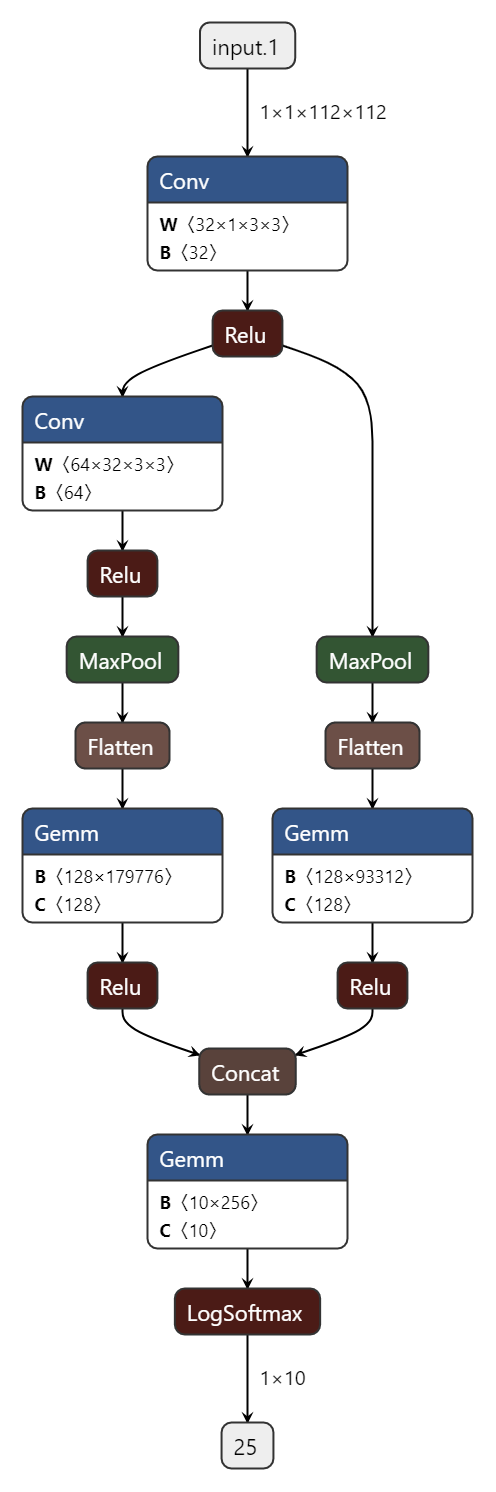 input.1
1×1×112×112
Conv
W〈32×1×3×3〉
B〈32〉
Relu
Conv
W〈64×32×3×3〉
B〈64〉
Relu
MaxPool
MaxPool
Flatten
Flatten
Gemm
B〈128×179776〉
C〈128〉
Gemm
B〈128×93312〉
C〈128〉
Relu
Relu
Concat
Gemm
B〈10×256〉
C〈10〉
LogSoftmax
1×10
25